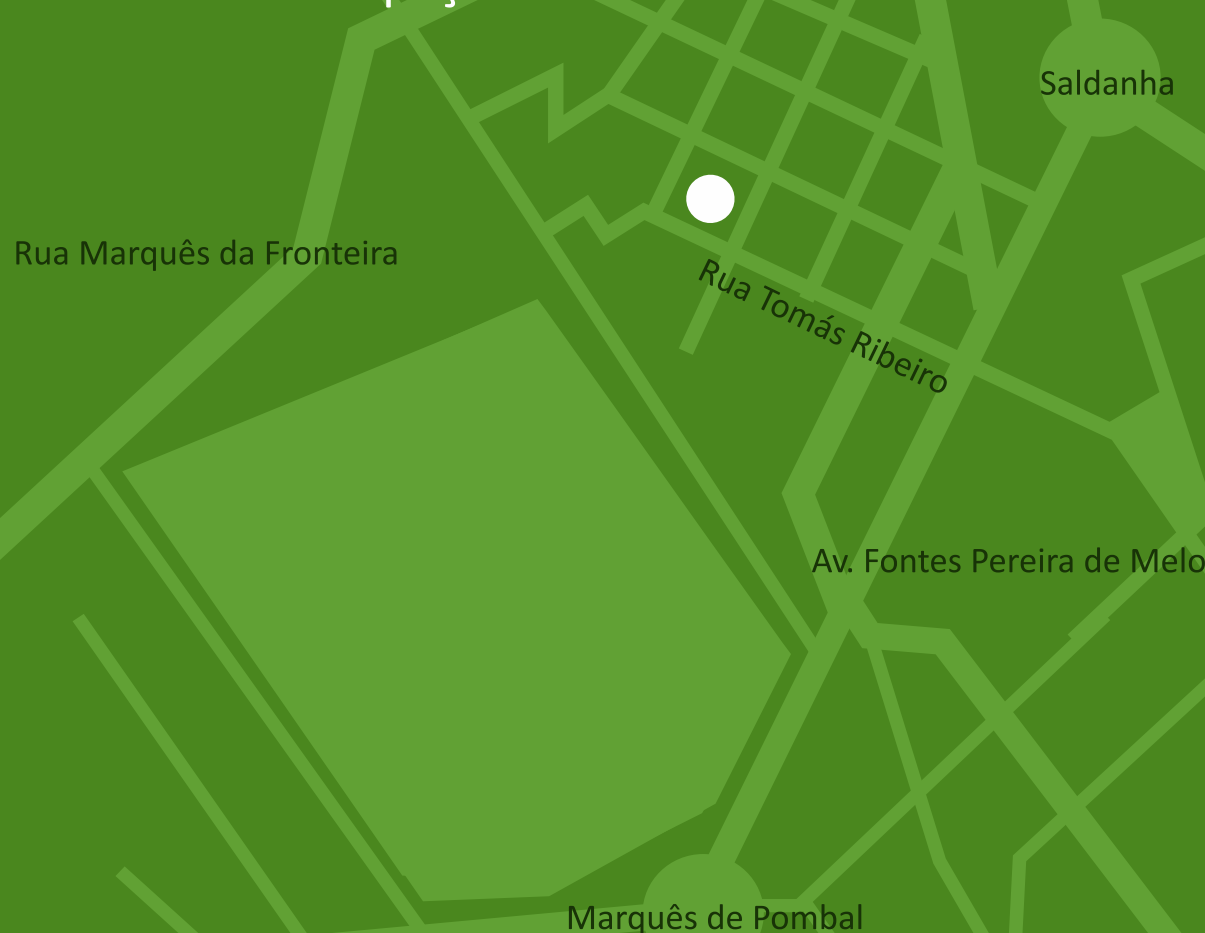 Saldanha
Rua Marquês da Fronteira
Rua Tomás Ribeiro
Av. Fontes Pereira de Melo
Marquês de Pombal